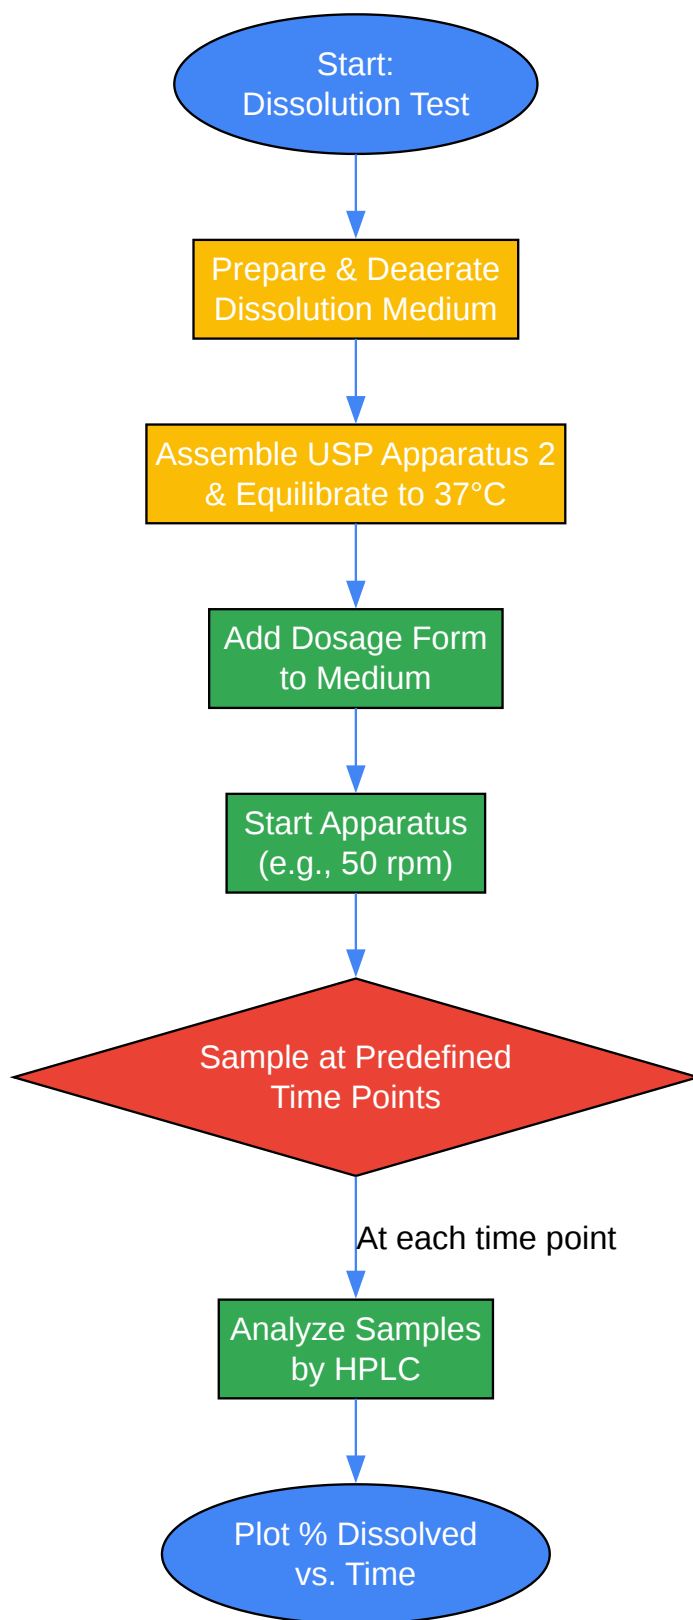 Start:
Dissolution Test
Prepare & Deaerate
Dissolution Medium
Assemble USP Apparatus 2
& Equilibrate to 37°C
Add Dosage Form
to Medium
Start Apparatus
(e.g., 50 rpm)
Sample at Predefined
Time Points
At each time point
Analyze Samples
by HPLC
Plot % Dissolved
vs. Time